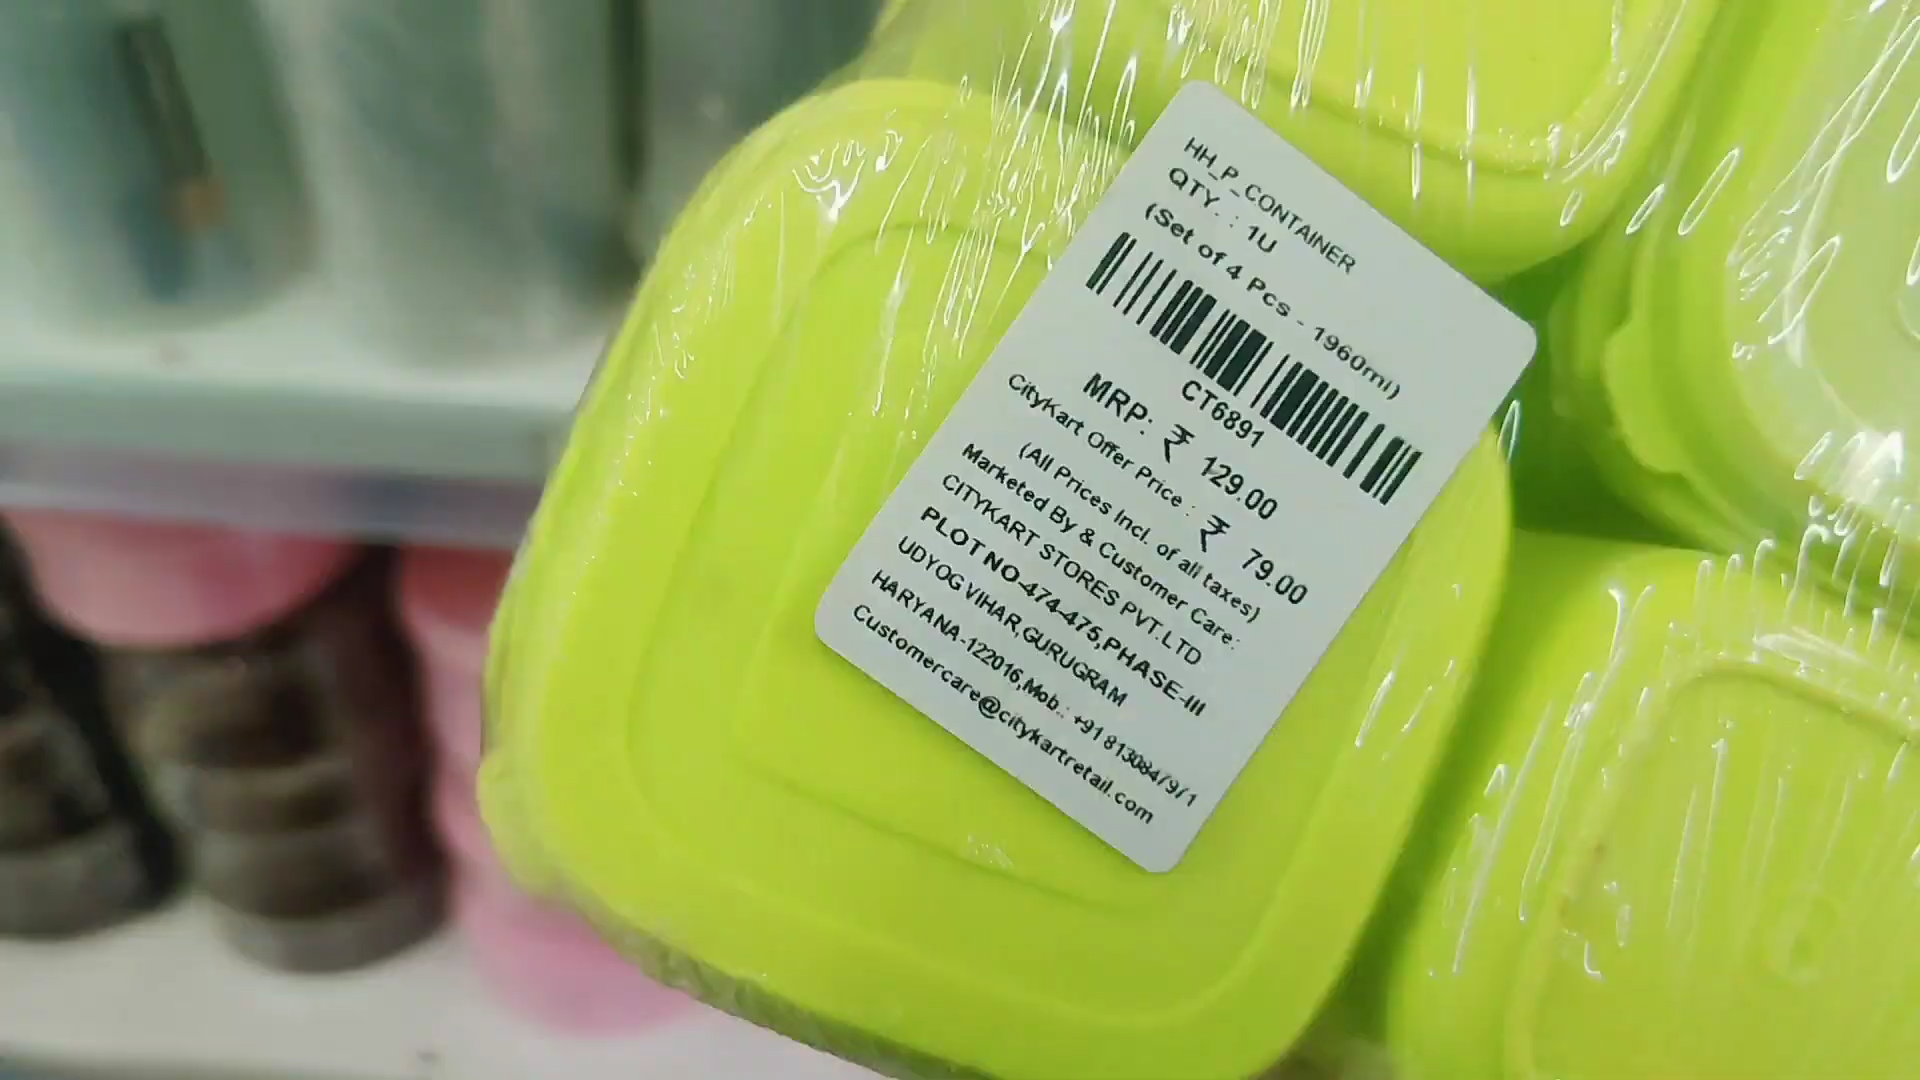 HH_P_CONTAINER
QTY. : 1U
(Set of 4 Pcs - 1960ml)
CT6891
MRP: ₹ 129.00
CityKart Offer Price : ₹ 79.00
(All Prices Incl. of all taxes)
Marketed By & Customer Care:
CITYKART STORES PVT.LTD
PLOT NO-474-475,PHASE-III
UDYOG VIHAR,GURUGRAM
HARYANA-122016,Mob.: +918130847971
Customercare@citykartretail.com